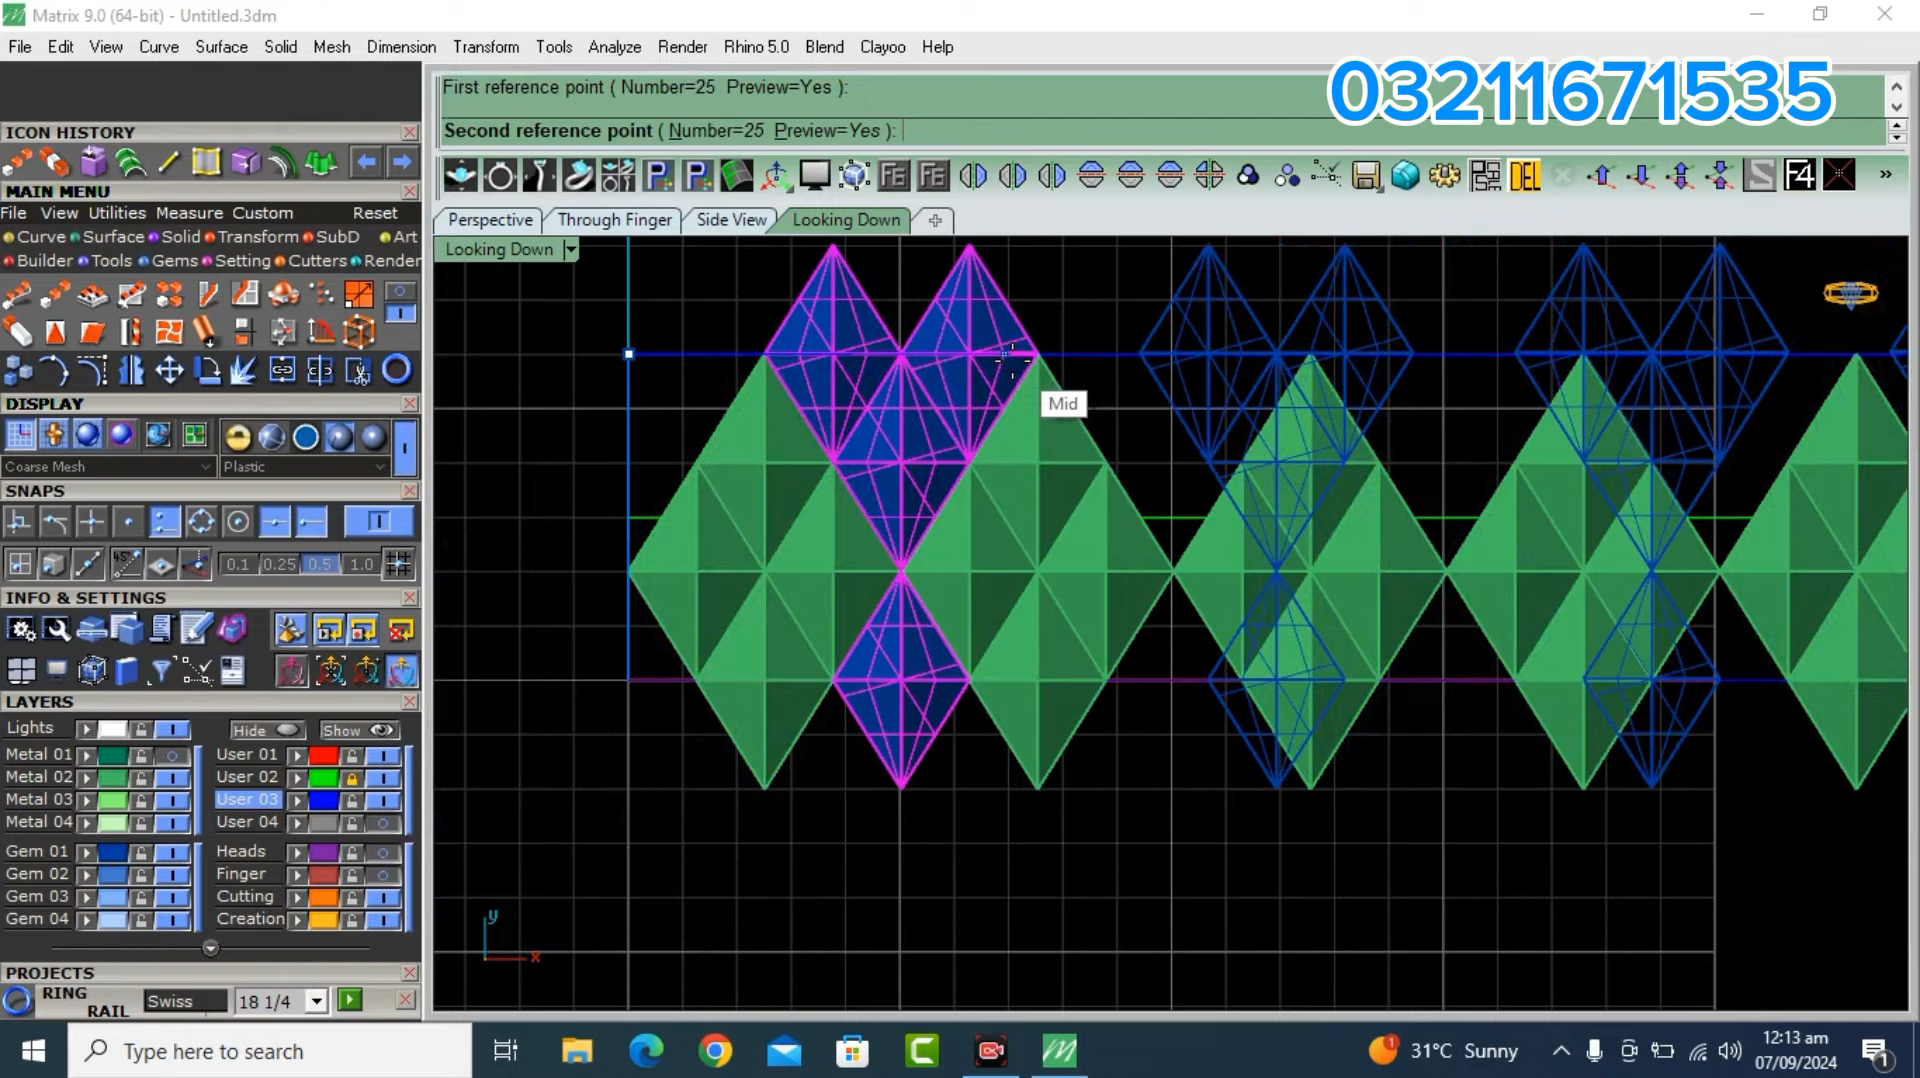 Matrix 9.0 (64-bit) - Untitled.3dm
File Edit View Curve Surface Solid Mesh Dimension Transform Tools Analyze Render Rhino 5.0 Blend Clayoo Help
03211671535
First reference point ( Number=25 Preview=Yes ):
Second reference point ( Number=25 Preview=Yes ):
ICON HISTORY
MAIN MENU
File View Utilities Measure Custom Reset
Curve Surface Solid Transform SubD Art
Builder Tools Gems Setting Cutters Render
DISPLAY
Coarse Mesh Plastic
SNAPS
45°
0.1 0.25 0.5 1.0
INFO & SETTINGS
LAYERS
Lights Hide Show
Metal 01 User 01
Metal 02 User 02
Metal 03 User 03
Metal 04 User 04
Gem 01 Heads
Gem 02 Finger
Gem 03 Cutting
Gem 04 Creation
PROJECTS
RING RAIL Swiss 18 1/4
P P F6 F6 DEL S F4
Perspective Through Finger Side View Looking Down
Looking Down
Mid
y
x
Type here to search
1
31°C Sunny
12:13 am
07/09/2024
1